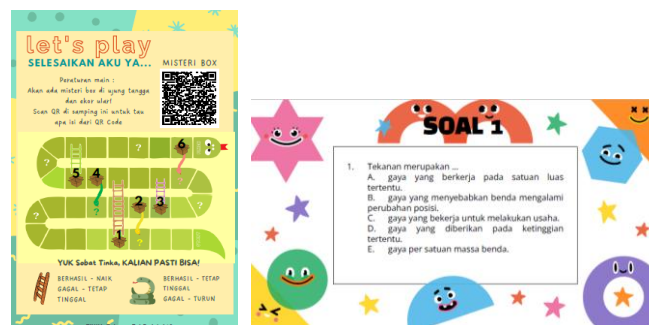 let's play
SELESAIKAN AKU YA...
MISTERI BOX
Peraturan main :
Akan ada misteri box di ujung tangga
dan ekor ular!
Scan QR di samping ini untuk tau
apa isi dari QR Code
?
6
?
5
4
?
?
2
3
?
1
?
YUK Sobat Tinka, KALIAN PASTI BISA!
BERHASIL - NAIK
GAGAL - TETAP
TINGGAL
BERHASIL - TETAP
TINGGAL
GAGAL - TURUN
SOAL 1
1. Tekanan merupakan ...
A. gaya yang berkerja pada satuan luas
tertentu.
B. gaya yang menyebabkan benda mengalami
perubahan posisi.
C. gaya yang bekerja untuk melakukan usaha.
D. gaya yang diberikan pada ketinggian
tertentu.
E. gaya per satuan massa benda.